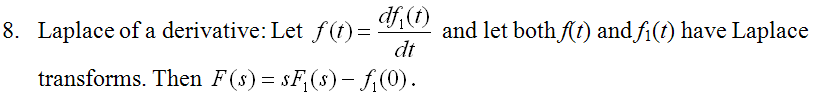 8. Laplace of a derivative: Let f(t) = df₁(t)/dt and let both f(t) and f₁(t) have Laplace
transforms. Then F(s) = sF₁(s) − f₁(0).